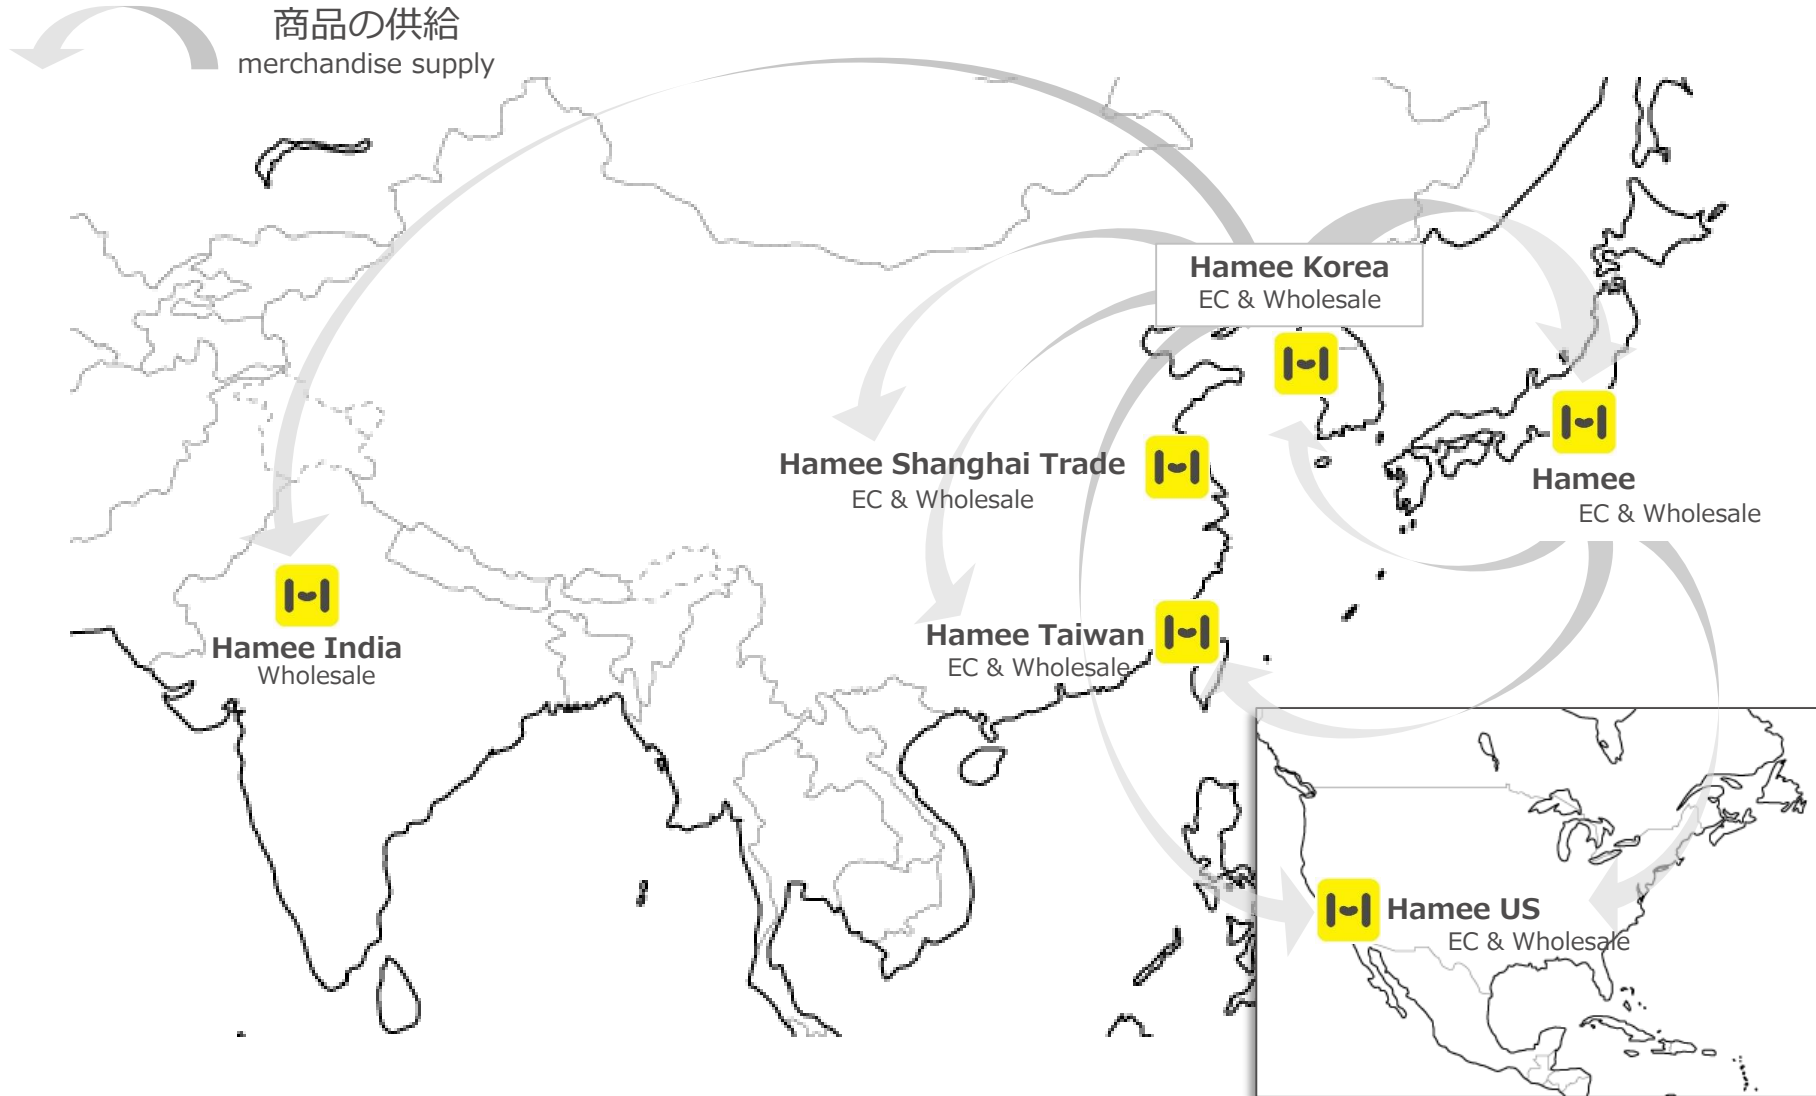 商品の供給
merchandise supply
Hamee Korea
EC & Wholesale
Hamee Shanghai Trade
EC & Wholesale
Hamee
EC & Wholesale
Hamee India
Wholesale
Hamee Taiwan
EC & Wholesale
Hamee US
EC & Wholesale